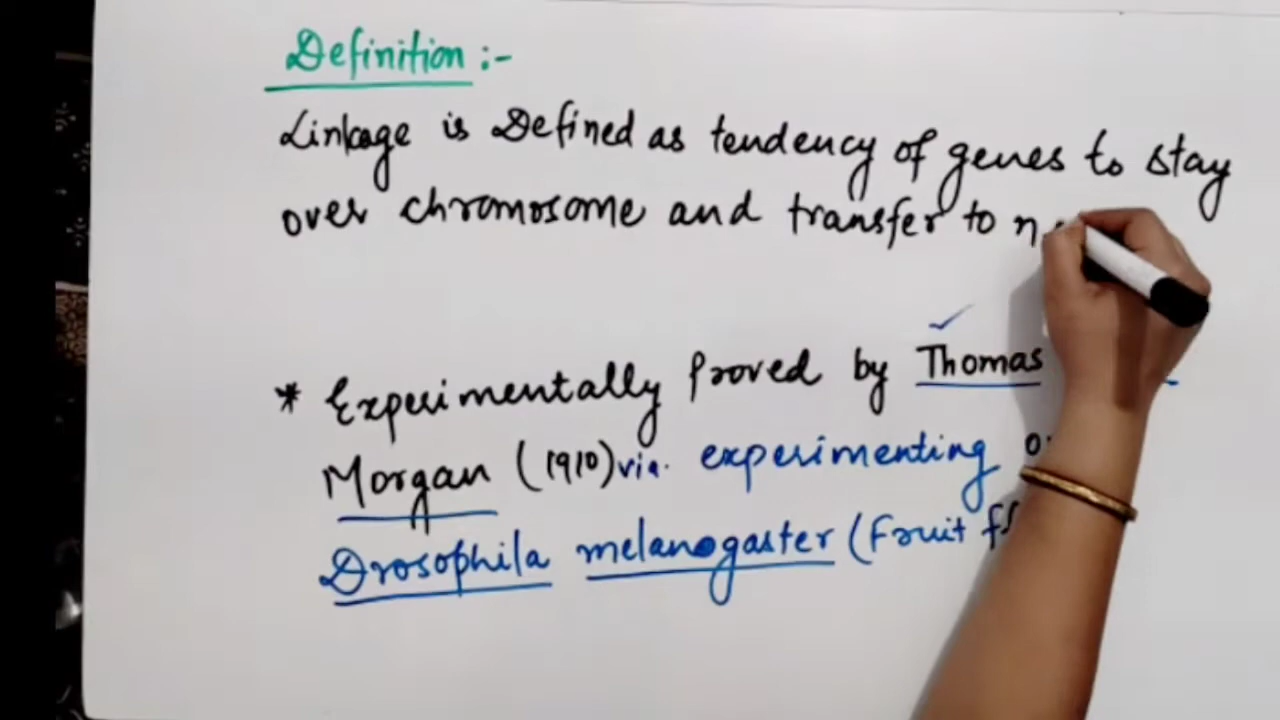 Definition :-
Linkage is Defined as tendency of genes to stay
over chromosome and transfer to
* Experimentally Proved by Thomas
Morgan (1910) via. experimenting
Drosophila melanogaster (Fruit